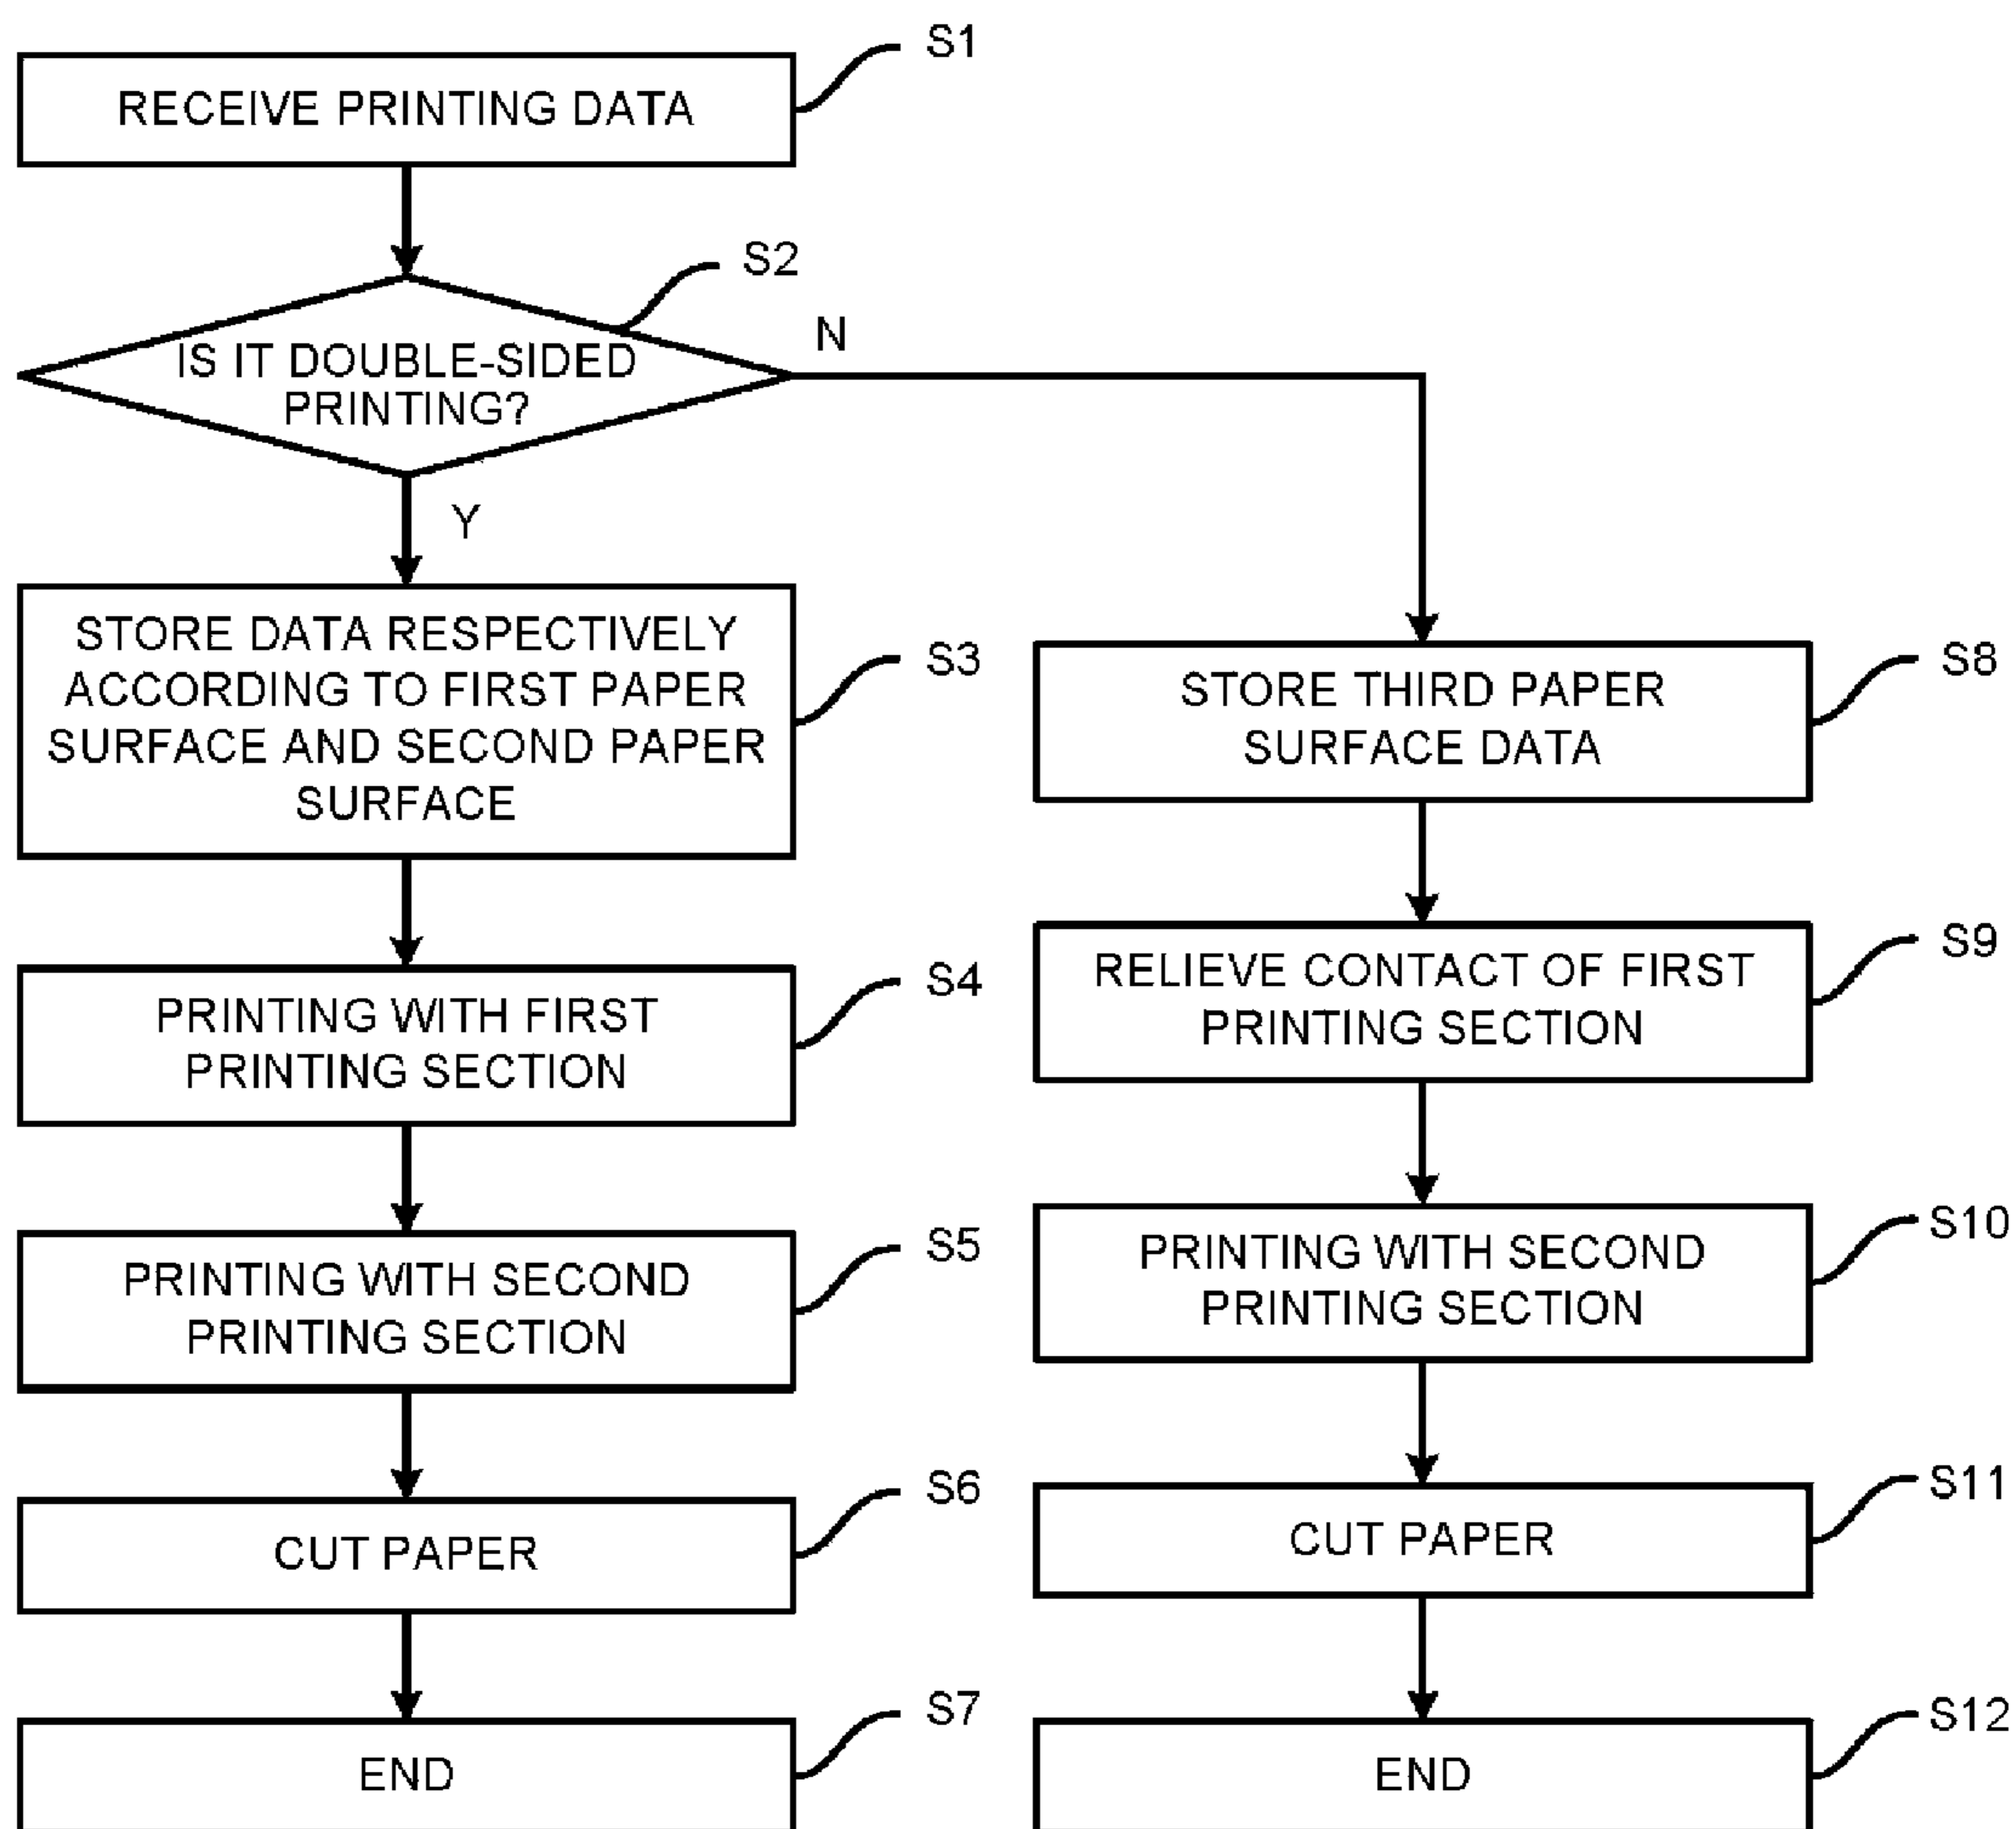 S1
RECEIVE PRINTING DATA
S2
IS IT DOUBLE-SIDED
PRINTING?
N
Y
STORE DATA RESPECTIVELY
ACCORDING TO FIRST PAPER
SURFACE AND SECOND PAPER
SURFACE
S3
PRINTING WITH FIRST
PRINTING SECTION
S4
PRINTING WITH SECOND
PRINTING SECTION
S5
CUT PAPER
S6
END
S7
STORE THIRD PAPER
SURFACE DATA
S8
RELIEVE CONTACT OF FIRST
PRINTING SECTION
S9
PRINTING WITH SECOND
PRINTING SECTION
S10
CUT PAPER
S11
END
S12